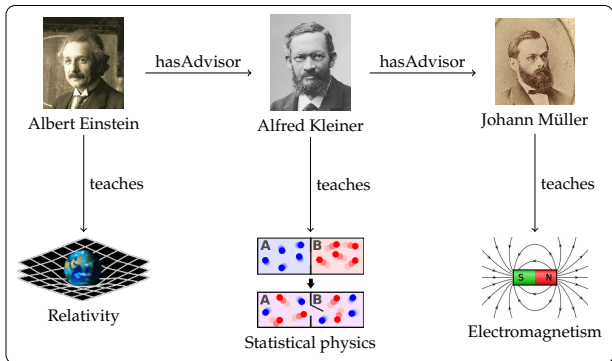 hasAdvisor
hasAdvisor
Albert Einstein
Alfred Kleiner
Johann Müller
teaches
teaches
teaches
A B
A B
S N
Relativity
Statistical physics
Electromagnetism